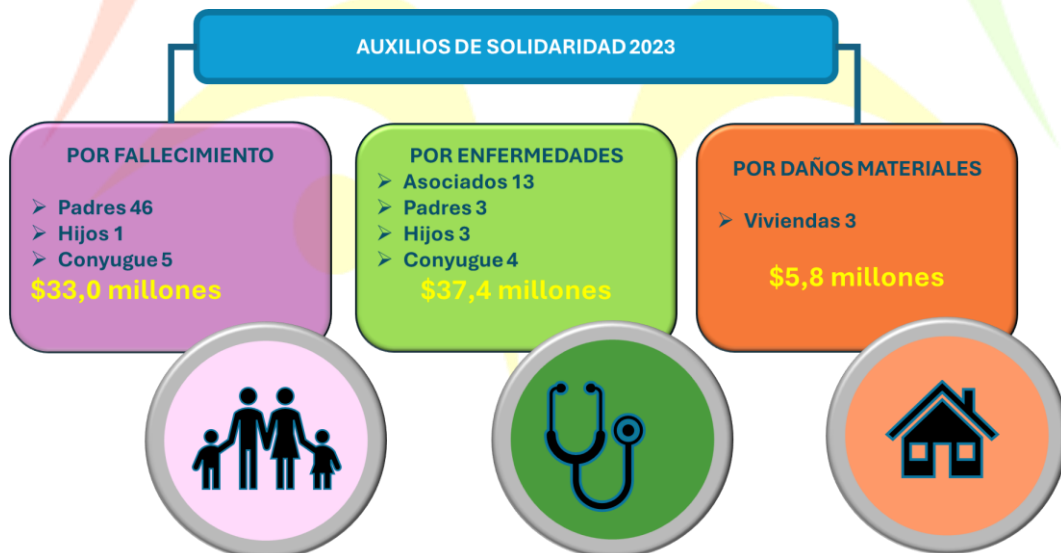 AUXILIOS DE SOLIDARIDAD 2023
POR FALLECIMIENTO
➢ Padres 46
➢ Hijos 1
➢ Conyugue 5
$33,0 millones
POR ENFERMEDADES
➢ Asociados 13
➢ Padres 3
➢ Hijos 3
➢ Conyugue 4
$37,4 millones
POR DAÑOS MATERIALES
➢ Viviendas 3
$5,8 millones